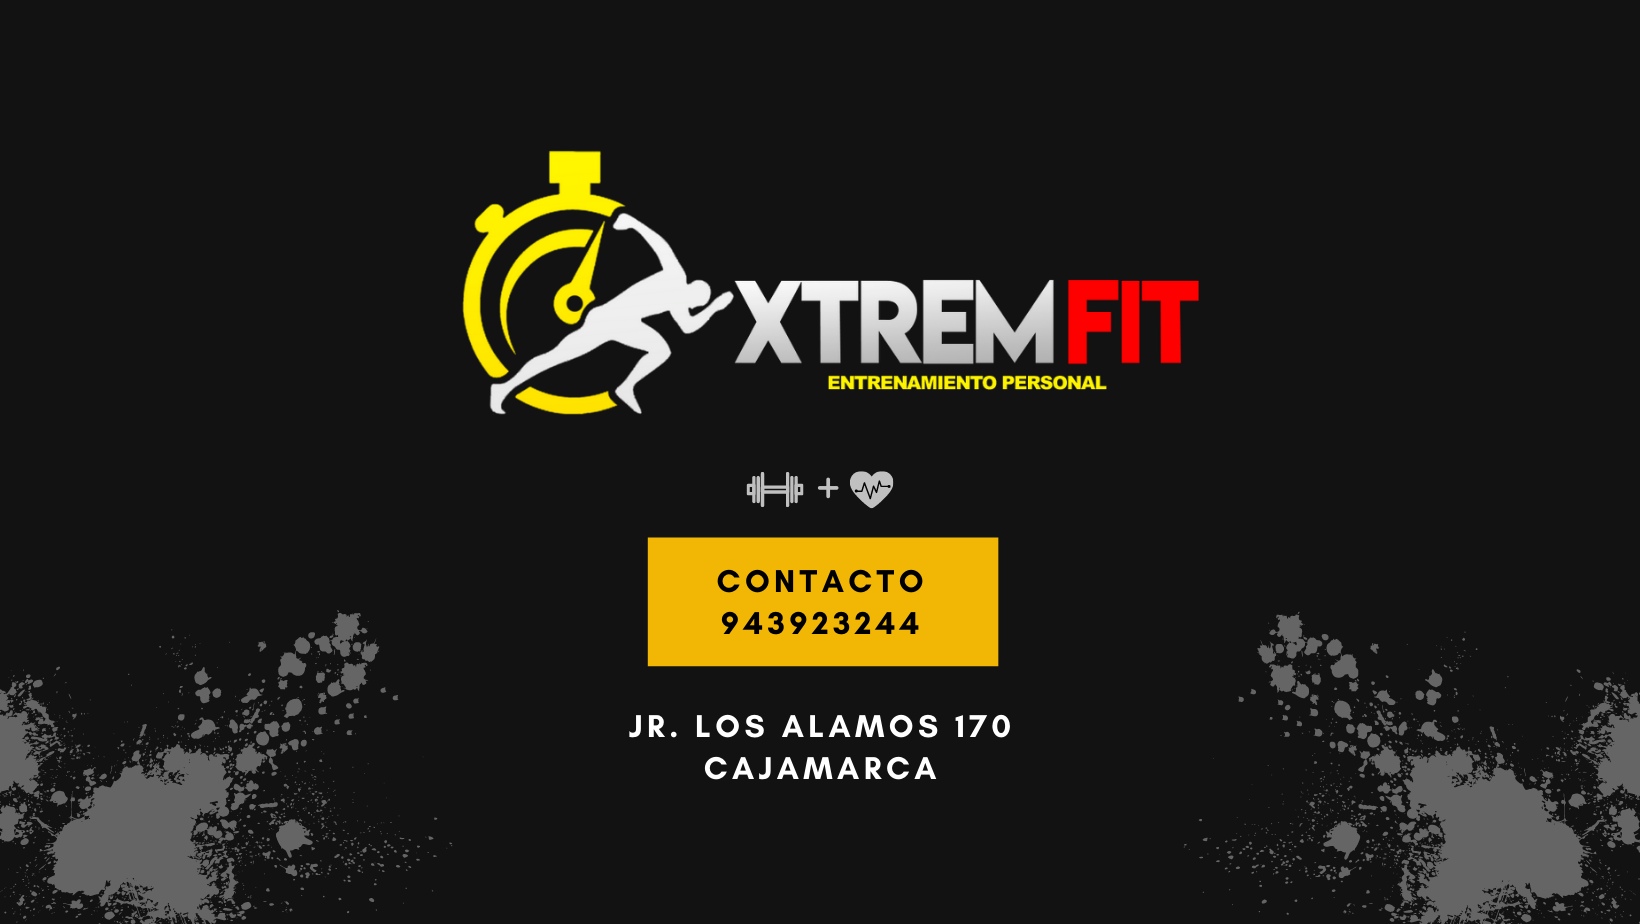 XTREMFIT
ENTRENAMIENTO PERSONAL
CONTACTO
943923244
JR. LOS ALAMOS 170
CAJAMARCA